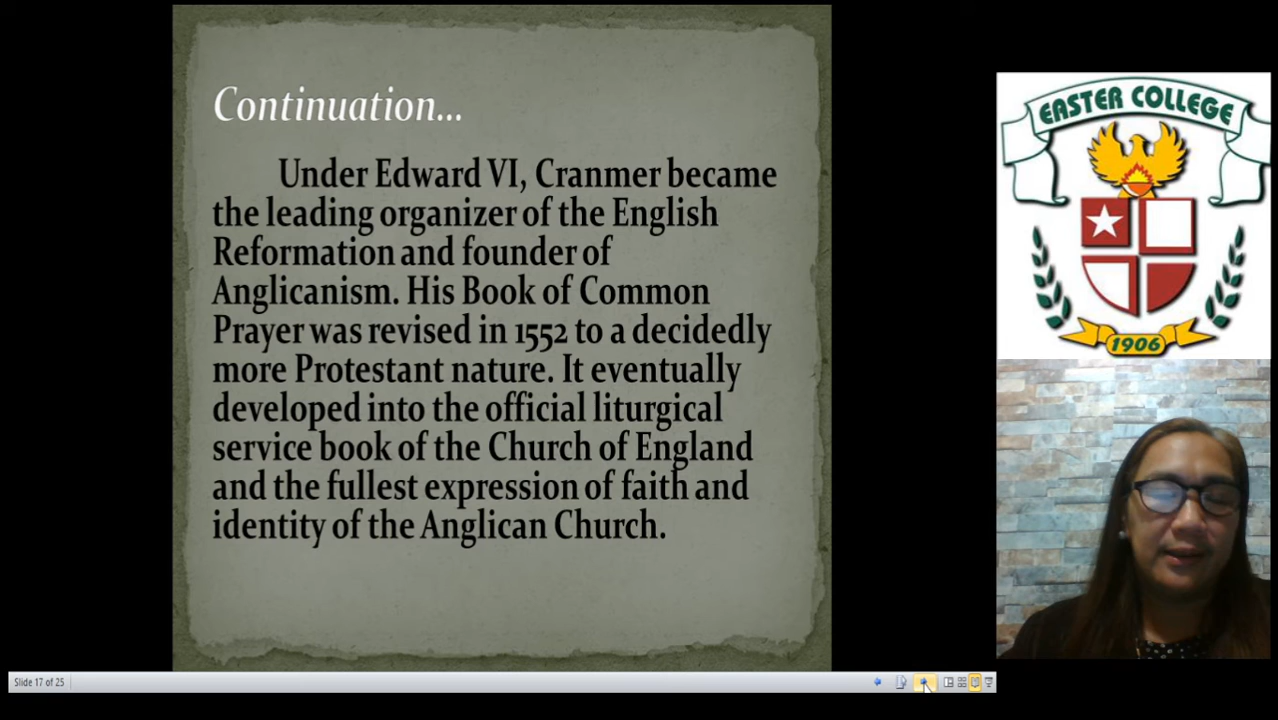 Continuation...
Under Edward VI, Cranmer became
the leading organizer of the English
Reformation and founder of
Anglicanism. His Book of Common
Prayer was revised in 1552 to a decidedly
more Protestant nature. It eventually
developed into the official liturgical
service book of the Church of England
and the fullest expression of faith and
identity of the Anglican Church.
EASTER COLLEGE
1906
Slide 17 of 25